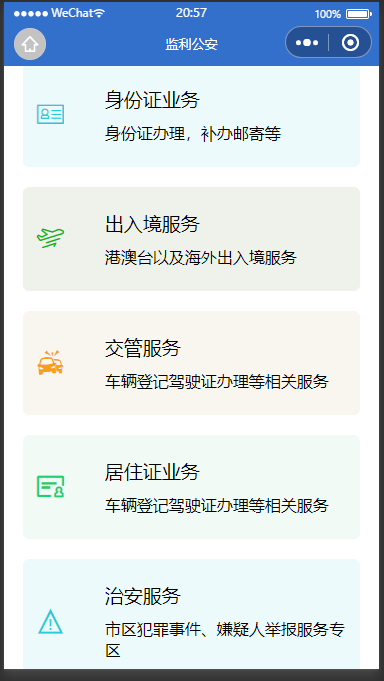 WeChat 20:57 100%
监利公安
身份证业务
身份证办理，补办邮寄等
出入境服务
港澳台以及海外出入境服务
交管服务
车辆登记驾驶证办理等相关服务
居住证业务
车辆登记驾驶证办理等相关服务
治安服务
市区犯罪事件、嫌疑人举报服务专
区